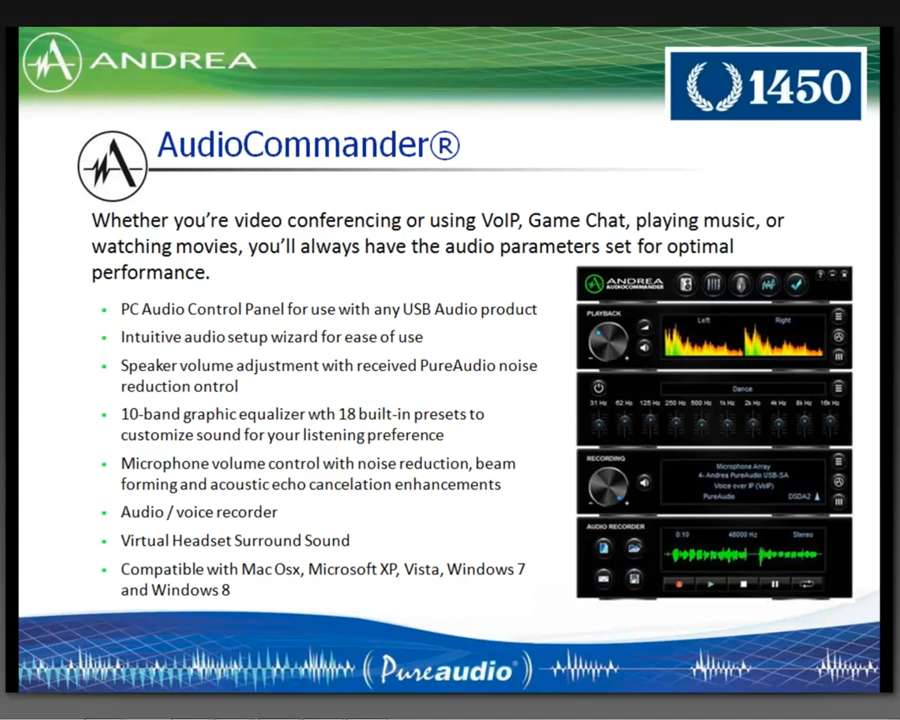 ANDREA
1450
AudioCommander®
Whether you're video conferencing or using VoIP, Game Chat, playing music, or
watching movies, you'll always have the audio parameters set for optimal
performance.
PC Audio Control Panel for use with any USB Audio product
Intuitive audio setup wizard for ease of use
Speaker volume adjustment with received PureAudio noise
reduction ontrol
10-band graphic equalizer wth 18 built-in presets to
customize sound for your listening preference
Microphone volume control with noise reduction, beam
forming and acoustic echo cancelation enhancements
Audio / voice recorder
Virtual Headset Surround Sound
Compatible with Mac Osx, Microsoft XP, Vista, Windows 7
and Windows 8
ANDREA
AUDIOCOMMANDER
PLAYBACK
Left Right
Dance
31 Hz 62 Hz 125 Hz 250 Hz 500 Hz 1k Hz 2k Hz 4k Hz 8k Hz 16k Hz
RECORDING
Microphone Array
4- Andrea PureAudio USB-SA
Voice over IP (VoIP)
PureAudio DSDA2
AUDIO RECORDER
0:10 48000 Hz Stereo
(Pureaudio®)